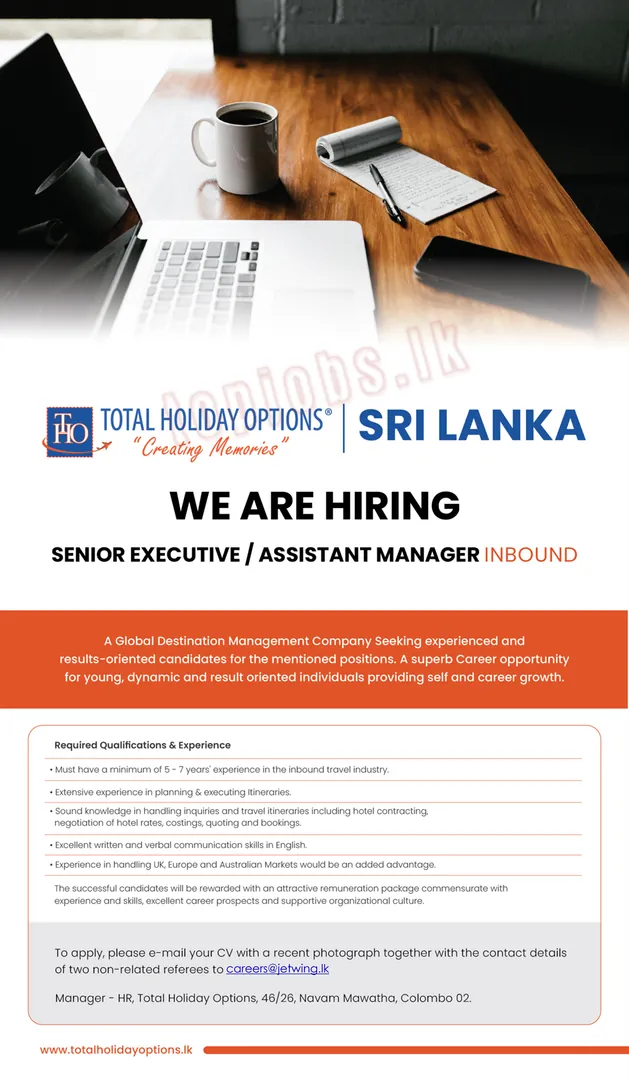 topjobs.lk
THO
TOTAL HOLIDAY OPTIONS® | SRI LANKA
"Creating Memories"
WE ARE HIRING
SENIOR EXECUTIVE / ASSISTANT MANAGER INBOUND
A Global Destination Management Company Seeking experienced and
results-oriented candidates for the mentioned positions. A superb Career opportunity
for young, dynamic and result oriented individuals providing self and career growth.
Required Qualifications & Experience
• Must have a minimum of 5 - 7 years' experience in the inbound travel industry.
• Extensive experience in planning & executing Itineraries.
• Sound knowledge in handling inquiries and travel itineraries including hotel contracting,
negotiation of hotel rates, costings, quoting and bookings.
• Excellent written and verbal communication skills in English.
• Experience in handling UK, Europe and Australian Markets would be an added advantage.
The successful candidates will be rewarded with an attractive remuneration package commensurate with
experience and skills, excellent career prospects and supportive organizational culture.
To apply, please e-mail your CV with a recent photograph together with the contact details
of two non-related referees to careers@jetwing.lk
Manager - HR, Total Holiday Options, 46/26, Navam Mawatha, Colombo 02.
www.totalholidayoptions.lk